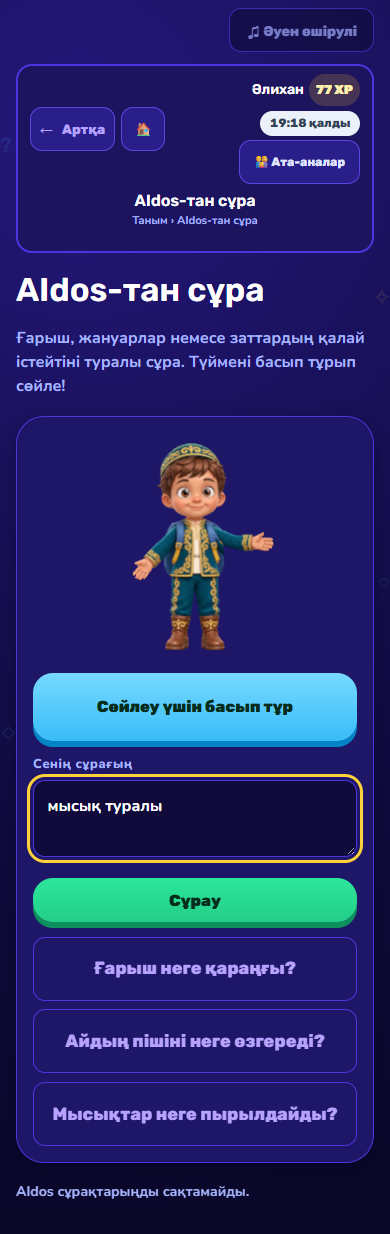 ♫ Әуен өшірулі
Әлихан 77 XP
← Артқа
19:18 қалды
Ата-аналар
Aldos-тан сұра
Таным › Aldos-тан сұра
Aldos-тан сұра
Ғарыш, жануарлар немесе заттардың қалай
істейтіні туралы сұра. Түймені басып тұрып
сөйле!
Сөйлеу үшін басып тұр
Сенің сұрағың
мысық туралы
Сұрау
Ғарыш неге қараңғы?
Айдың пішіні неге өзгереді?
Мысықтар неге пырылдайды?
Aldos сұрақтарыңды сақтамайды.